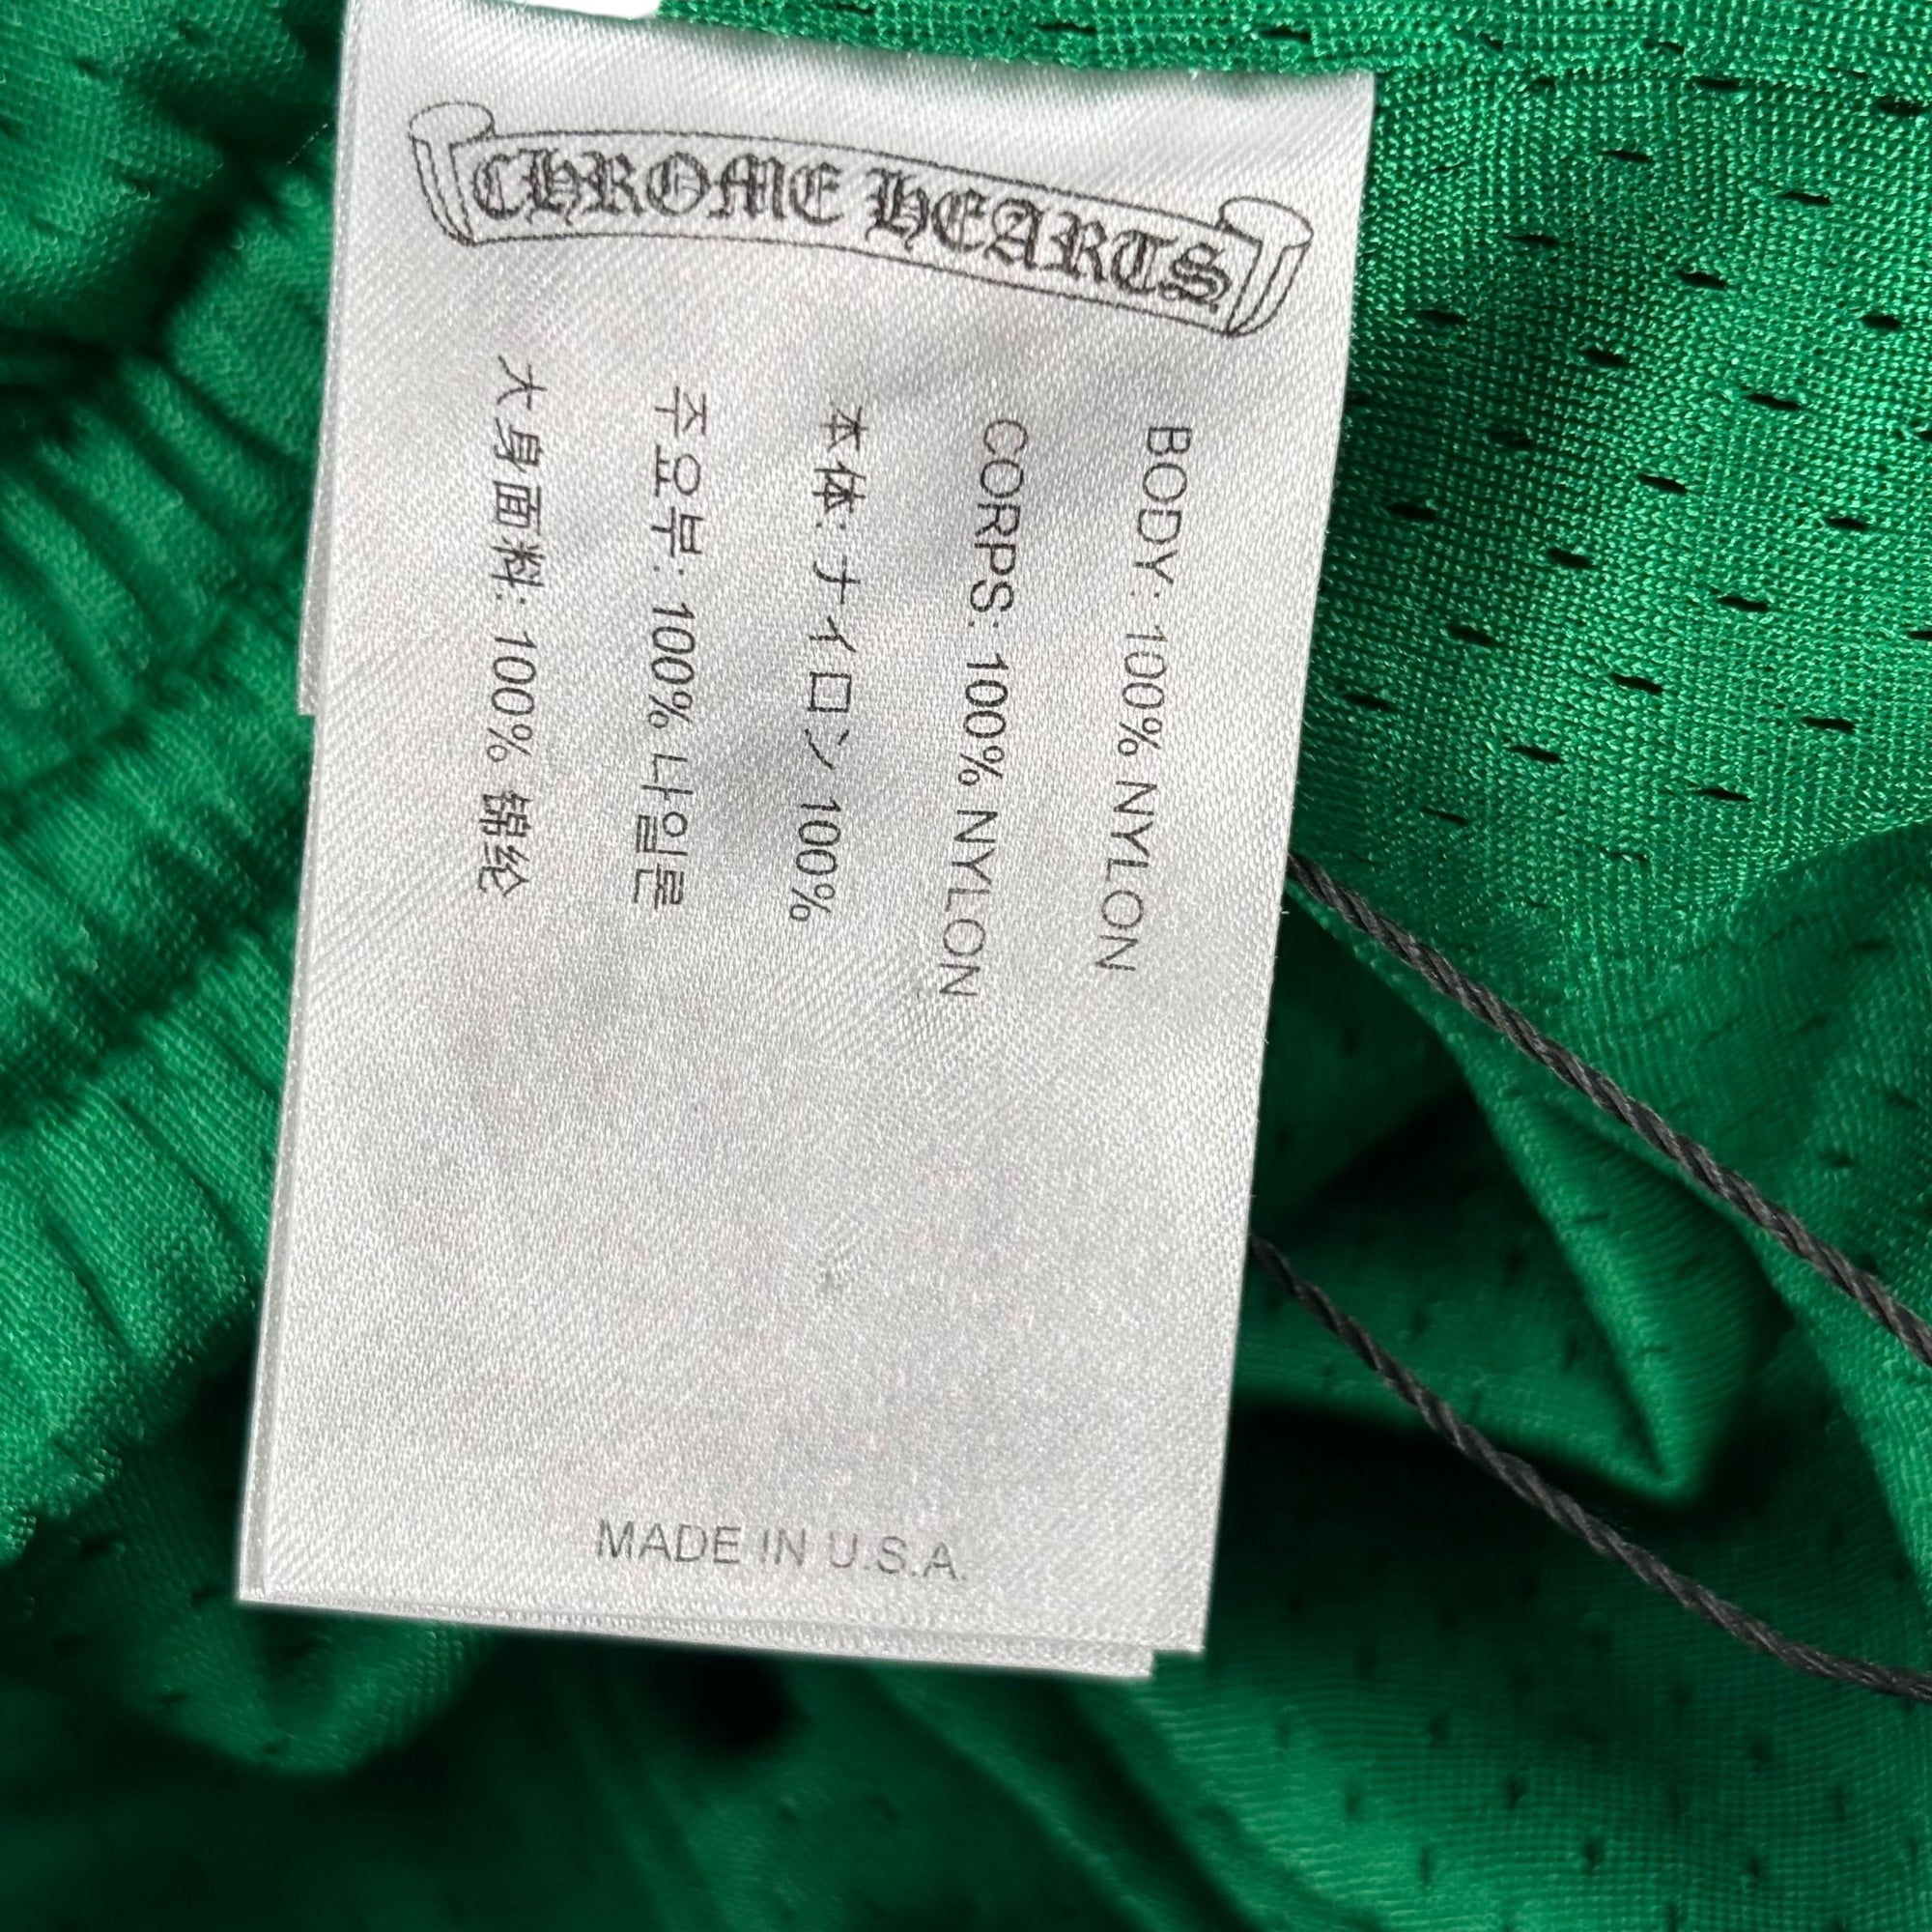 CHROME HEARTS
BODY: 100% NYLON
CORPS: 100% NYLON
本体: ナイロン 100%
주요부: 100% 나일론
大身面料: 100% 锦纶
MADE IN U.S.A.